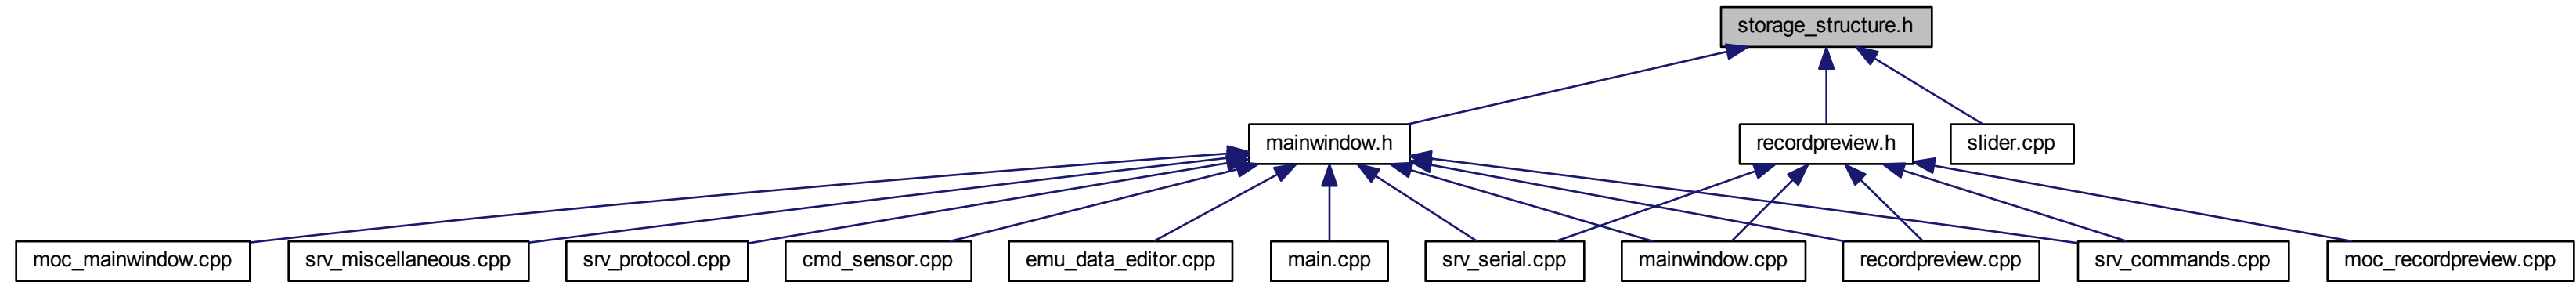 storage_structure.h
mainwindow.h
recordpreview.h
slider.cpp
moc_mainwindow.cpp
srv_miscellaneous.cpp
srv_protocol.cpp
cmd_sensor.cpp
emu_data_editor.cpp
main.cpp
srv_serial.cpp
mainwindow.cpp
recordpreview.cpp
srv_commands.cpp
moc_recordpreview.cpp